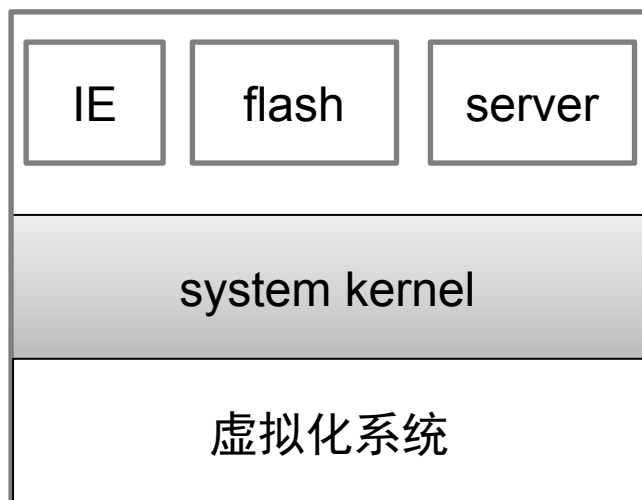 IE
flash
server
system kernel
虚拟化系统